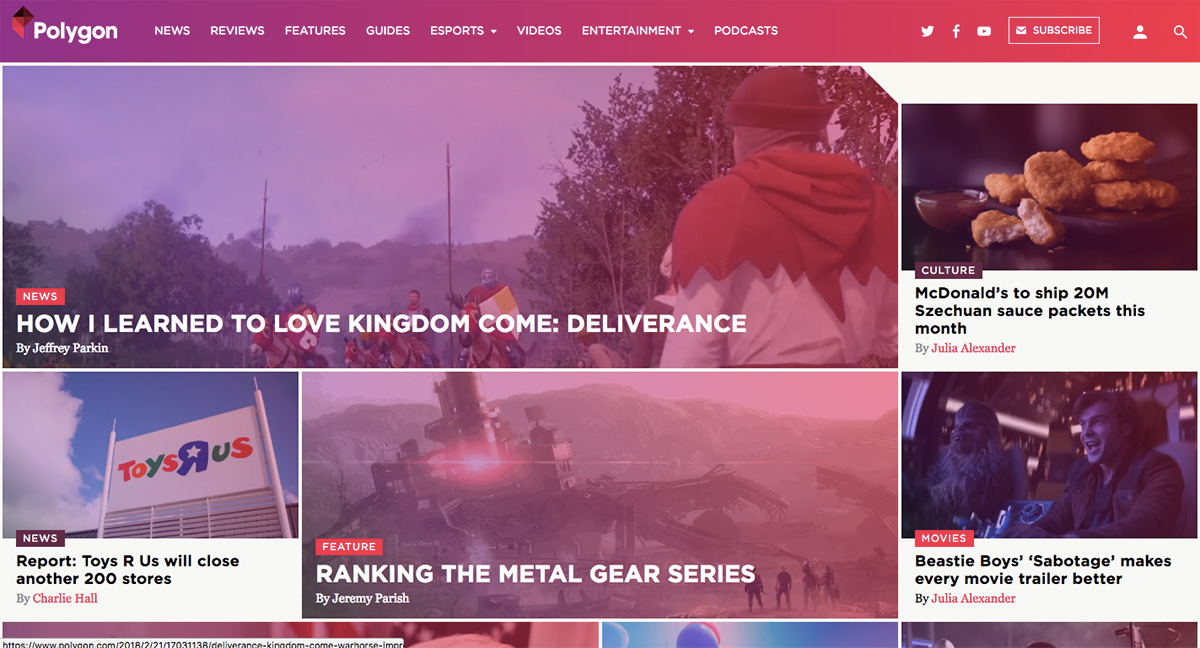 Polygon
NEWS
REVIEWS
FEATURES
GUIDES
ESPORTS
VIDEOS
ENTERTAINMENT
PODCASTS
SUBSCRIBE
NEWS
HOW I LEARNED TO LOVE KINGDOM COME: DELIVERANCE
By Jeffrey Parkin
CULTURE
McDonald's to ship 20M
Szechuan sauce packets this
month
By Julia Alexander
TOYS R US
NEWS
Report: Toys R Us will close
another 200 stores
By Charlie Hall
FEATURE
RANKING THE METAL GEAR SERIES
By Jeremy Parish
MOVIES
Beastie Boys' ‘Sabotage’ makes
every movie trailer better
By Julia Alexander
https://www.polygon.com/2018/2/21/17031138/deliverance-kingdom-come-warhorse-impr